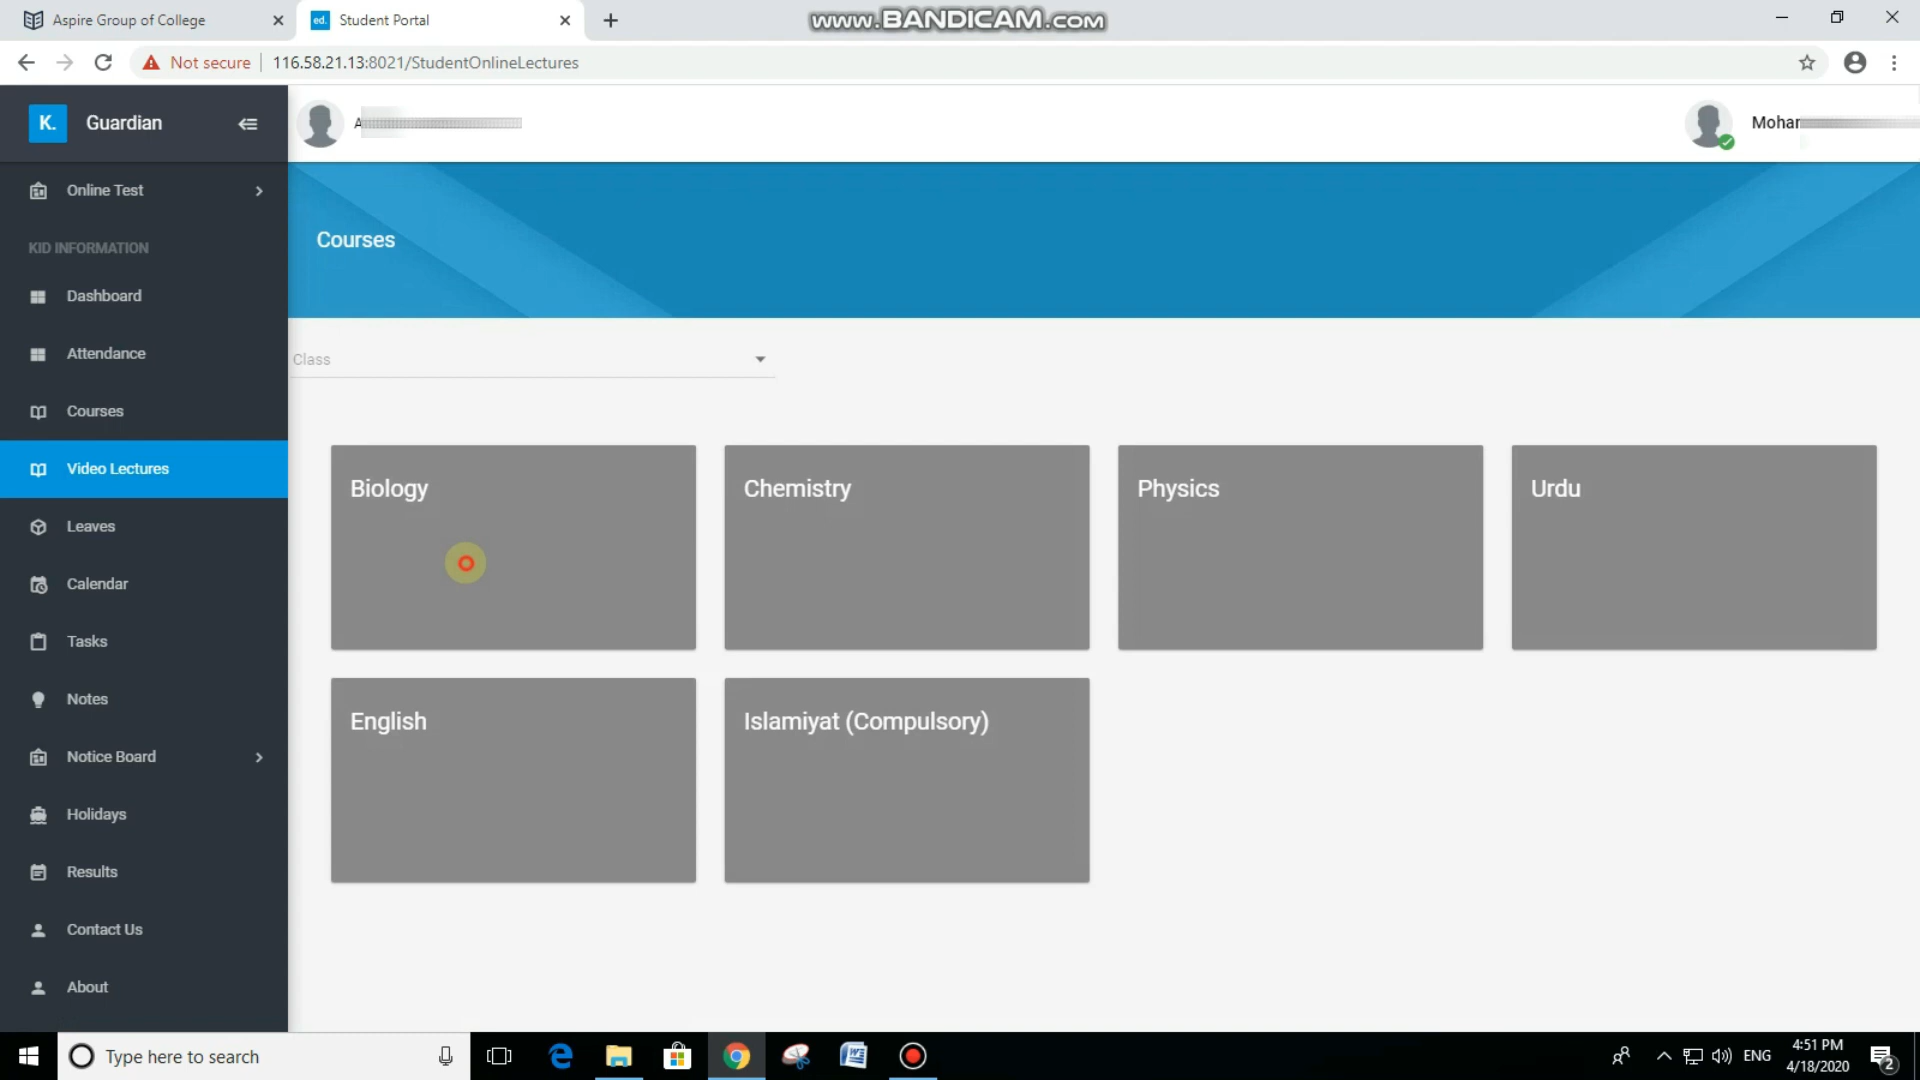 Aspire Group of College
ed. Student Portal
www.BANDICAM.com
Not secure
116.58.21.13:8021/StudentOnlineLectures
K. Guardian
A
Mohar
Online Test
Courses
KID INFORMATION
Dashboard
Attendance
Class
Courses
Video Lectures
Biology
Chemistry
Physics
Urdu
Leaves
Calendar
Tasks
Notes
English
Islamiyat (Compulsory)
Notice Board
Holidays
Results
Contact Us
About
Type here to search
ENG
4:51 PM
4/18/2020
2